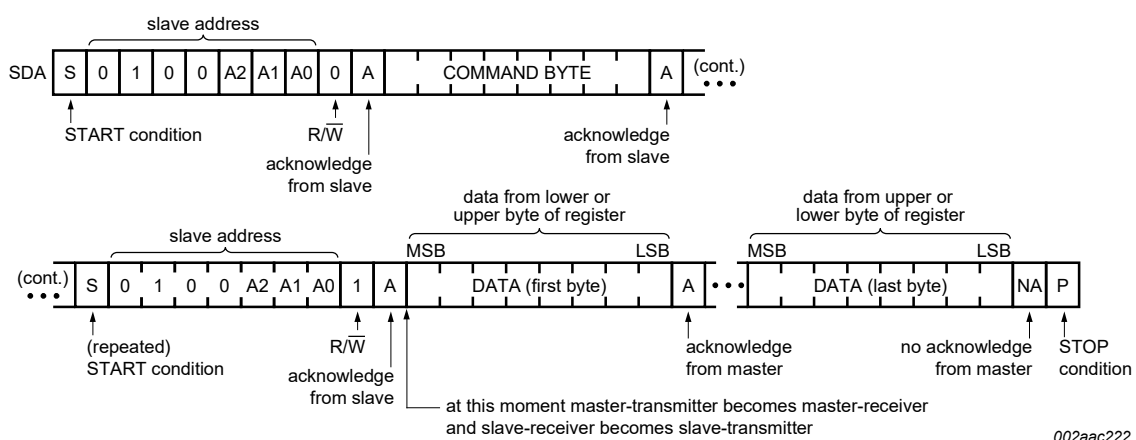 slave address
SDA S 0 1 0 0 A2 A1 A0 0 A COMMAND BYTE A (cont.)
START condition R/W̅ acknowledge from slave acknowledge from slave
data from lower or upper byte of register data from upper or lower byte of register
slave address
MSB LSB MSB LSB
(cont.) S 0 1 0 0 A2 A1 A0 1 A DATA (first byte) A DATA (last byte) NA P
(repeated) START condition R/W̅ acknowledge from slave acknowledge from master no acknowledge from master STOP condition
at this moment master-transmitter becomes master-receiver
and slave-receiver becomes slave-transmitter
002aac222